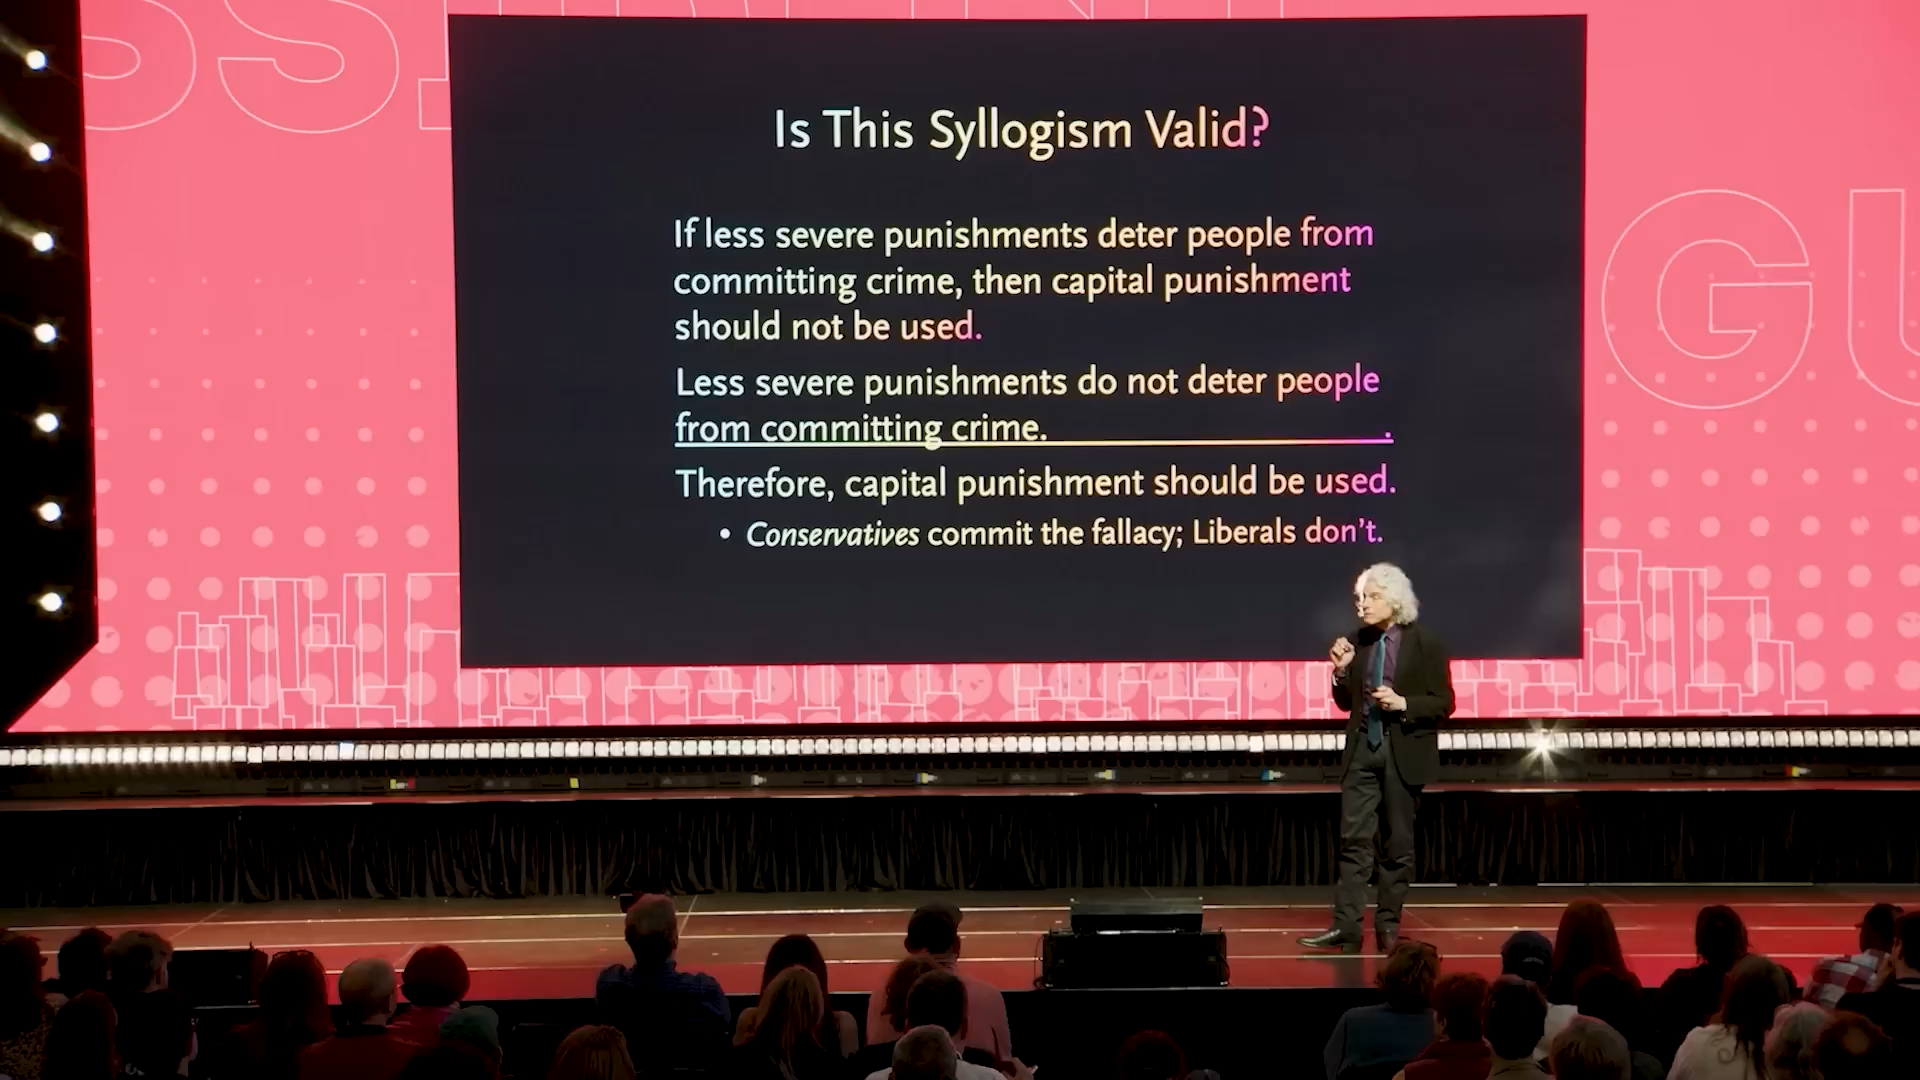 Is This Syllogism Valid?
If less severe punishments deter people from
committing crime, then capital punishment
should not be used.
Less severe punishments do not deter people
from committing crime. .
Therefore, capital punishment should be used.
• Conservatives commit the fallacy; Liberals don't.
GU